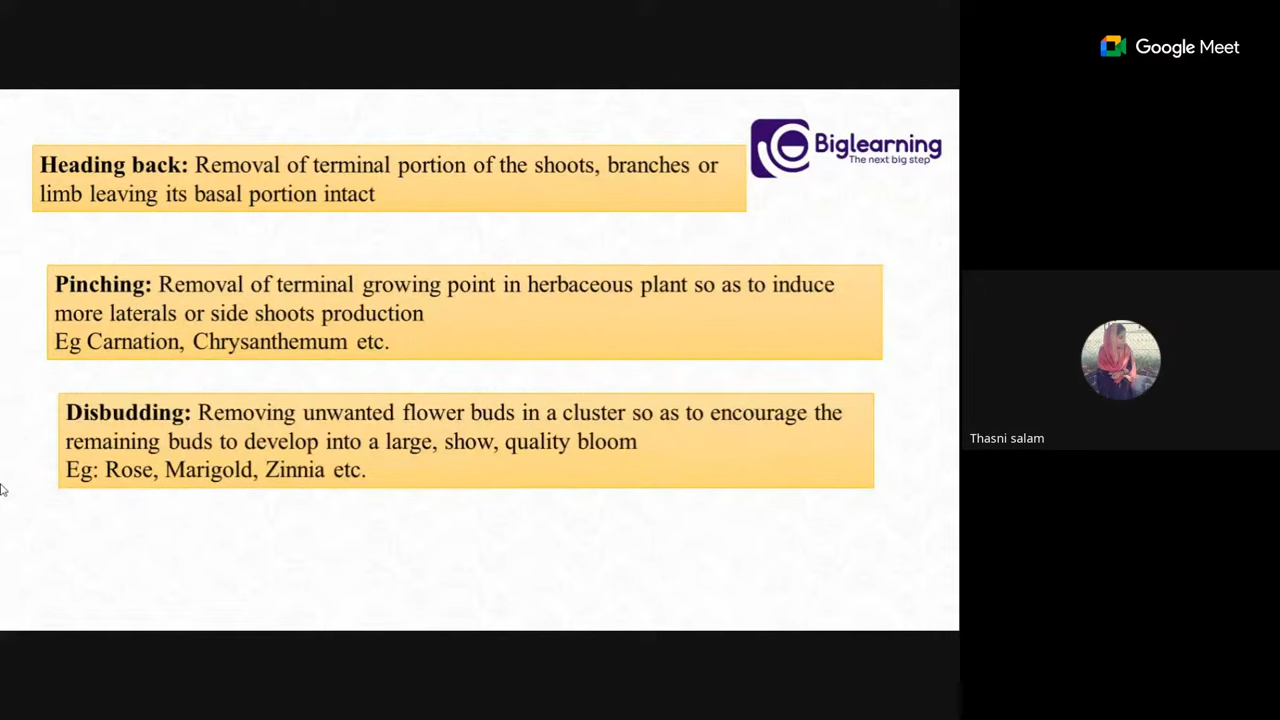 Google Meet
Biglearning
The next big step
Heading back: Removal of terminal portion of the shoots, branches or
limb leaving its basal portion intact
Pinching: Removal of terminal growing point in herbaceous plant so as to induce
more laterals or side shoots production
Eg Carnation, Chrysanthemum etc.
Disbudding: Removing unwanted flower buds in a cluster so as to encourage the
remaining buds to develop into a large, show, quality bloom
Eg: Rose, Marigold, Zinnia etc.
Thasni salam